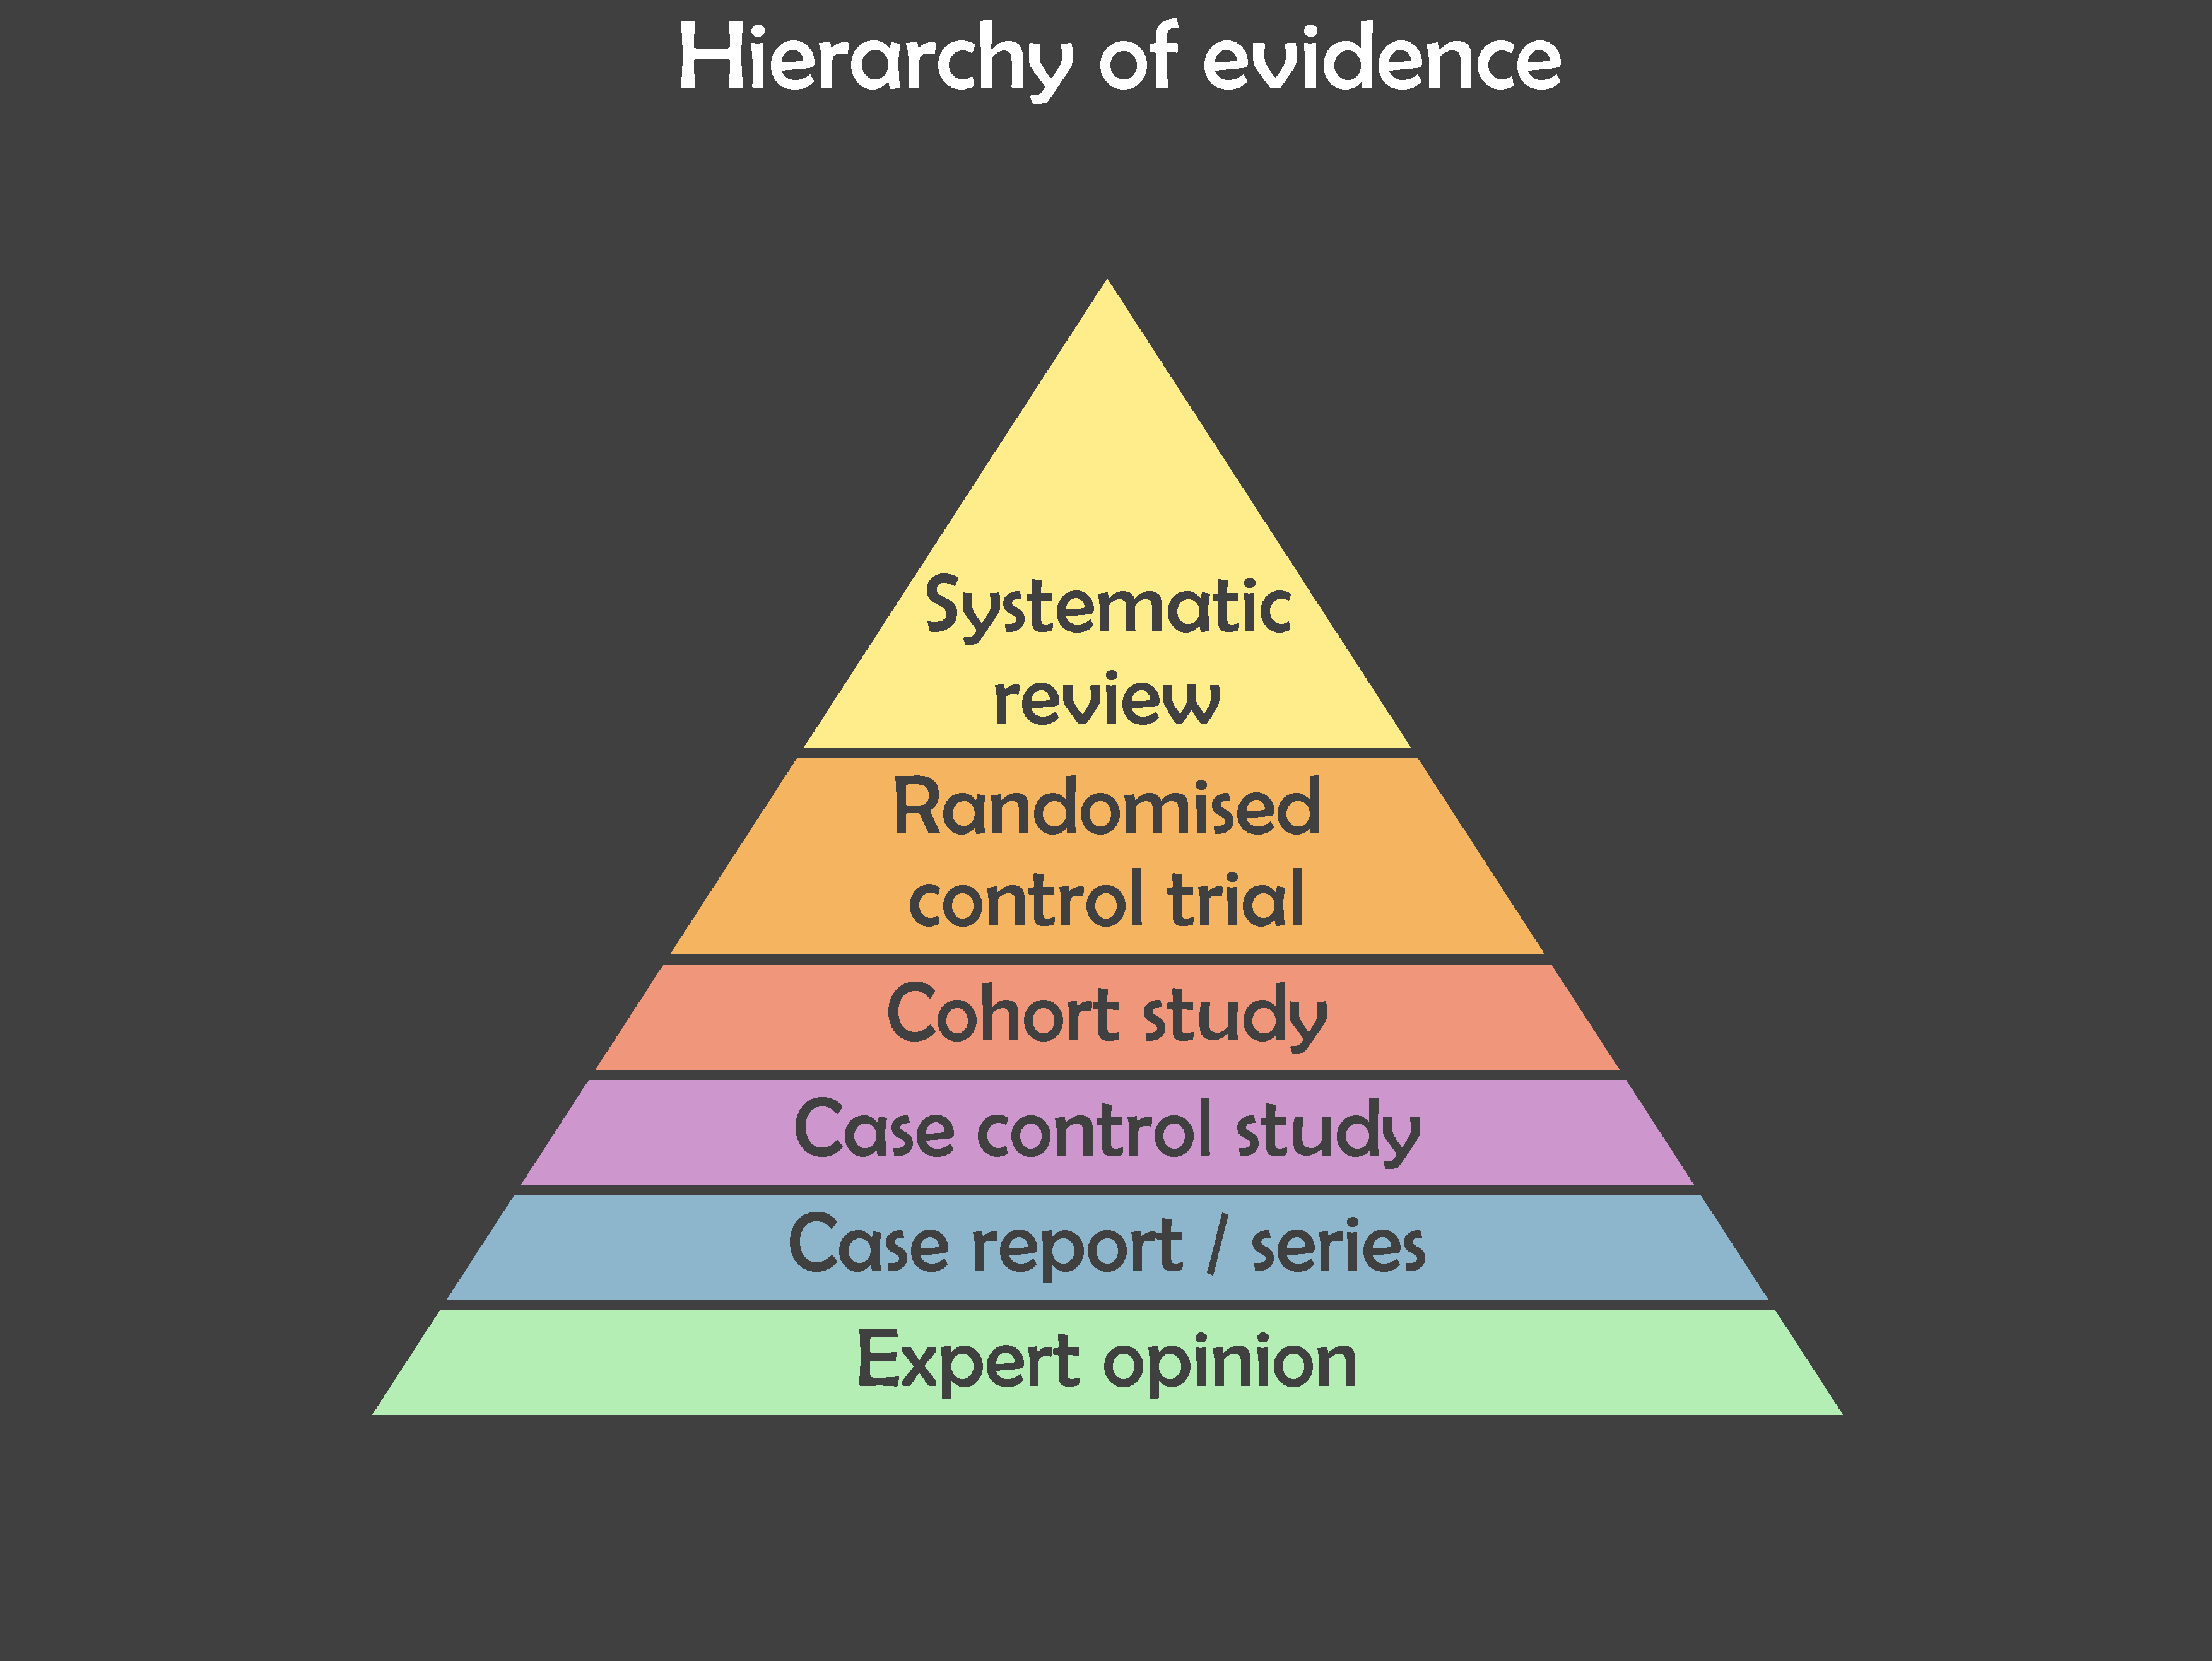 Hierarchy of evidence
Systematic
review
Randomised
control trial
Cohort study
Case control study
Case report / series
Expert opinion